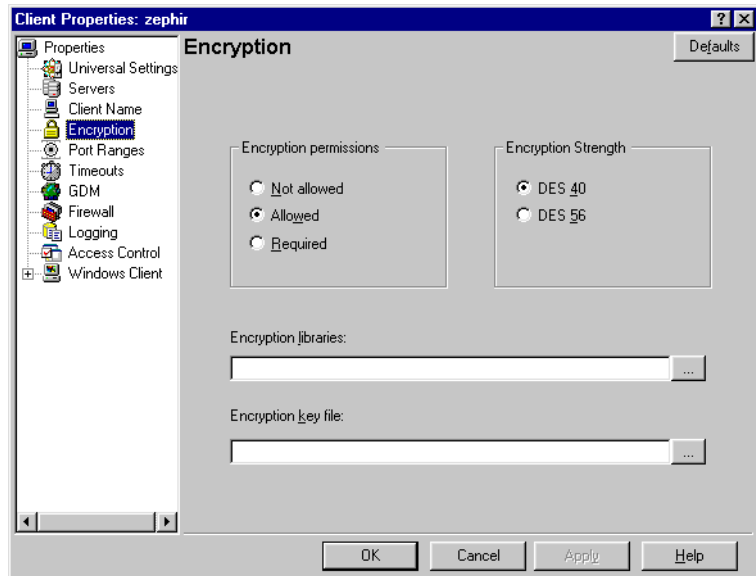 Client Properties: zephir
Properties
Universal Settings
Servers
Client Name
Encryption
Port Ranges
Timeouts
GDM
Firewall
Logging
Access Control
Windows Client
Encryption
Defaults
Encryption permissions
Not allowed
Allowed
Required
Encryption Strength
DES 40
DES 56
Encryption libraries:
...
Encryption key file:
...
OK
Cancel
Apply
Help